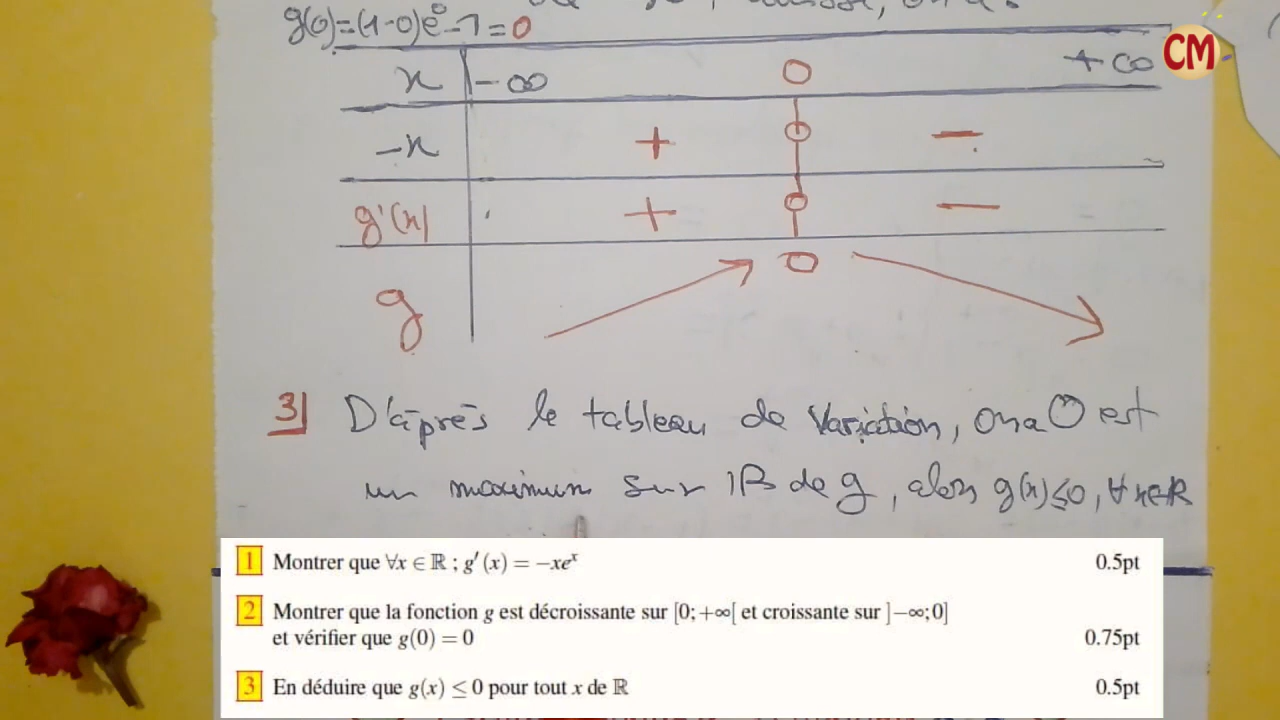 g(0)=(1-0)e⁰-1=0
CM
x -∞ 0 +∞
-x + 0 -
g'(x) + 0 -
g 0
3) D'après le tableau de variation, on a 0 est
un maximum sur ℝ de g, alors g(x)≤0, ∀x∈ℝ
1 Montrer que ∀x ∈ ℝ ; g′(x) = −xeˣ 0.5pt
2 Montrer que la fonction g est décroissante sur [0;+∞[ et croissante sur ]−∞;0]
et vérifier que g(0) = 0 0.75pt
3 En déduire que g(x) ≤ 0 pour tout x de ℝ 0.5pt